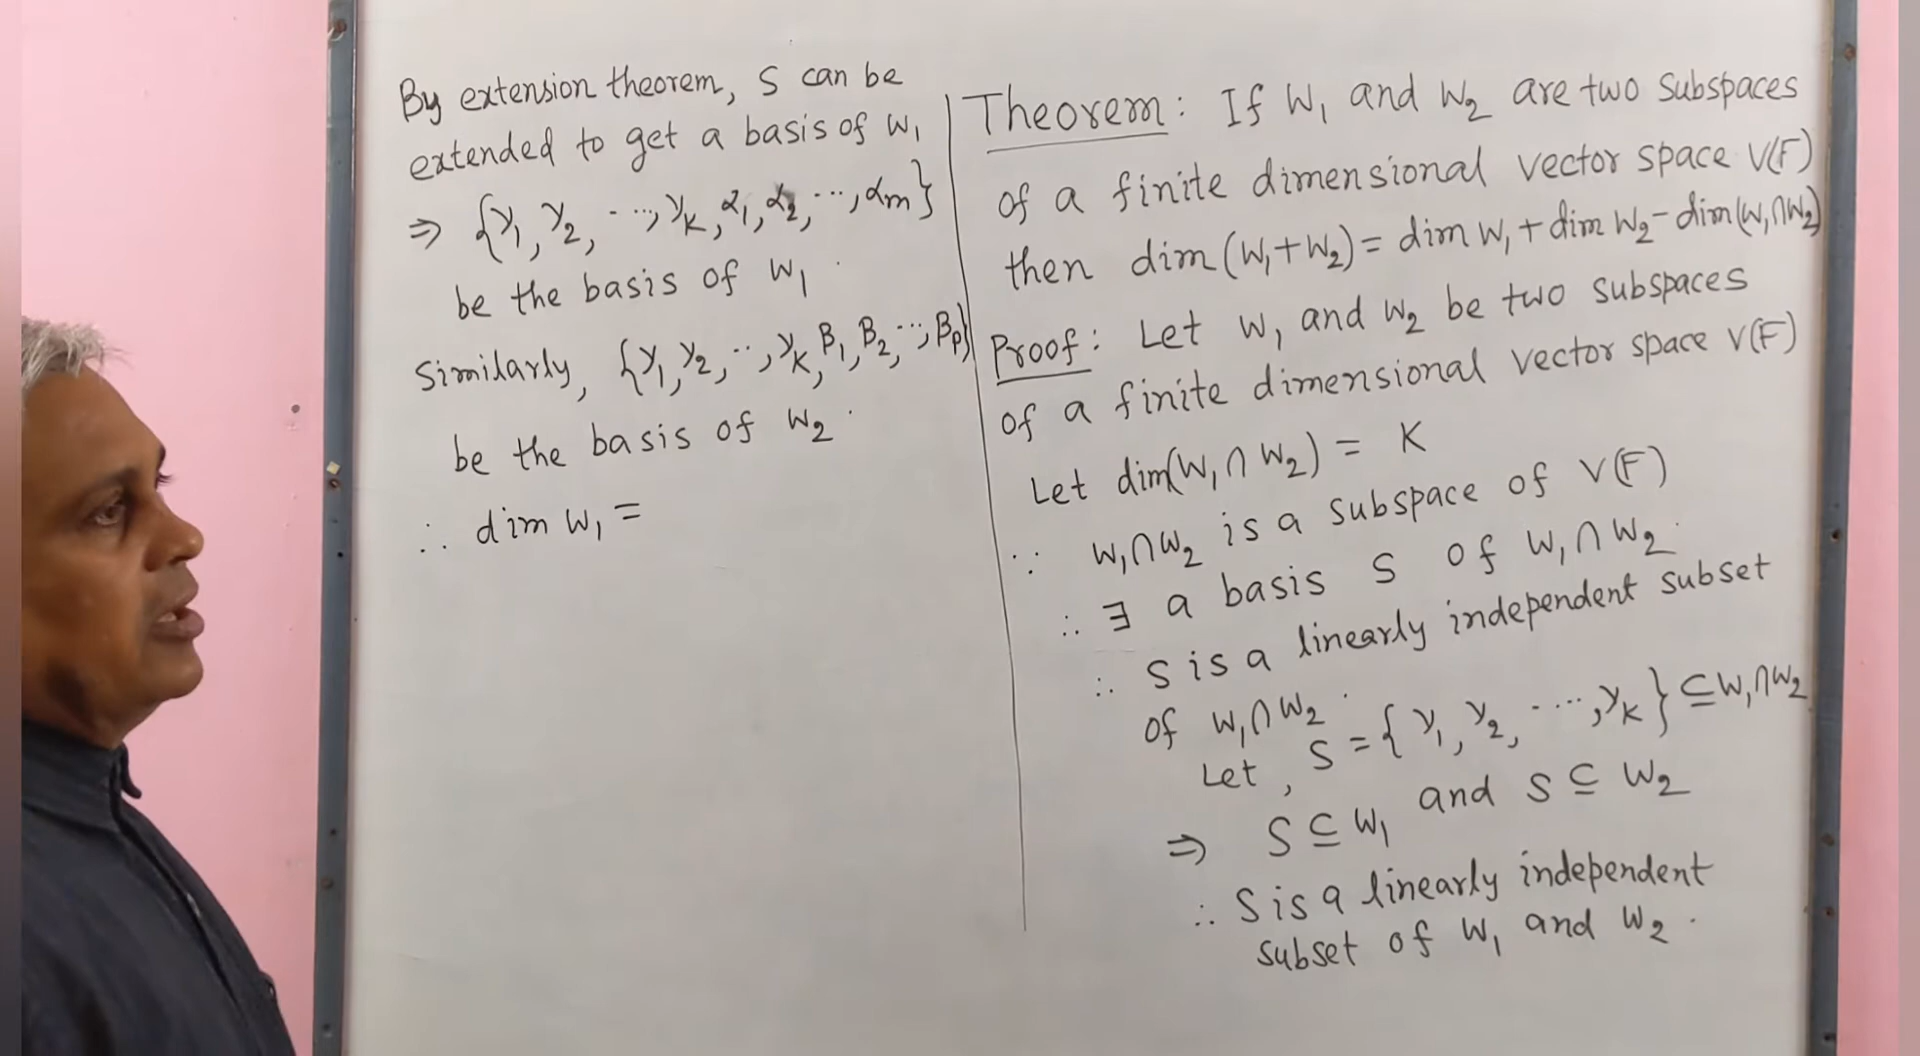 Theorem: If W₁ and W₂ are two subspaces
of a finite dimensional vector space V(F)
then dim(W₁+W₂) = dim W₁ + dim W₂ - dim(W₁∩W₂)
Proof: Let W₁ and W₂ be two subspaces
of a finite dimensional vector space V(F)
Let dim(W₁∩W₂) = K
∵ W₁∩W₂ is a subspace of V(F)
∴ ∃ a basis S of W₁∩W₂.
∴ S is a linearly independent subset
of W₁∩W₂.
Let, S = {γ₁, γ₂, ....., γₖ} ⊆ W₁∩W₂
⇒ S ⊆ W₁ and S ⊆ W₂
∴ S is a linearly independent
subset of W₁ and W₂.
By extension theorem, S can be
extended to get a basis of W₁
⇒ {γ₁, γ₂, ...., γₖ, α₁, α₂, ..., αₘ}
be the basis of W₁.
Similarly, {γ₁, γ₂, .., γₖ, β₁, β₂, ..., βₚ}
be the basis of W₂.
∴ dim W₁ =